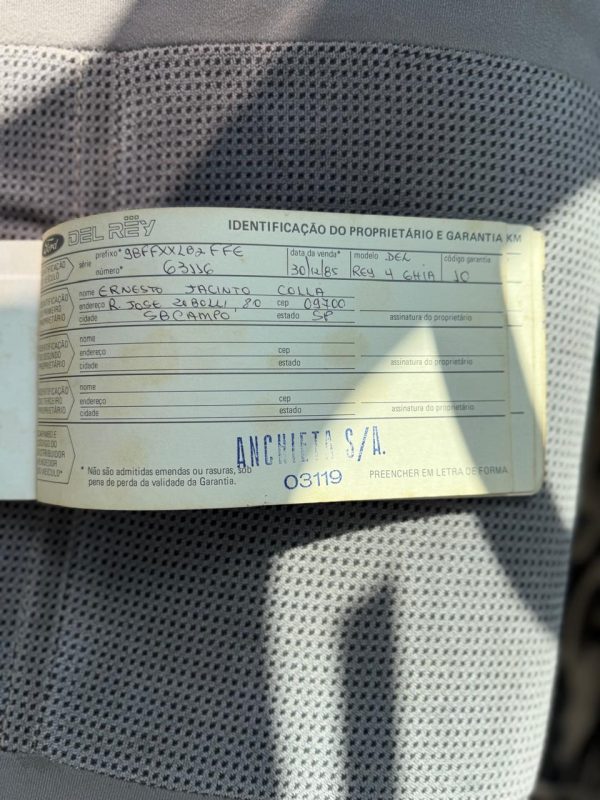 Ford DEL REY IDENTIFICAÇÃO DO PROPRIETÁRIO E GARANTIA KM
série prefixo* 9BFFXXLB2FFE data da venda* modelo DEL código garantia
número* 63116 30/12/85 REY 4 GHIA 10
nome ERNESTO JACINTO COLLA
endereço R. JOSE ZABOLLI, 20 cep 09700
cidade SBCAMPO estado SP assinatura do proprietário
nome
endereço cep
cidade estado assinatura do proprietário
nome
endereço cep
cidade estado assinatura do proprietário
ANCHIETA S/A.
* Não são admitidas emendas ou rasuras, sob
pena de perda da validade da Garantia.
03119 PREENCHER EM LETRA DE FORMA